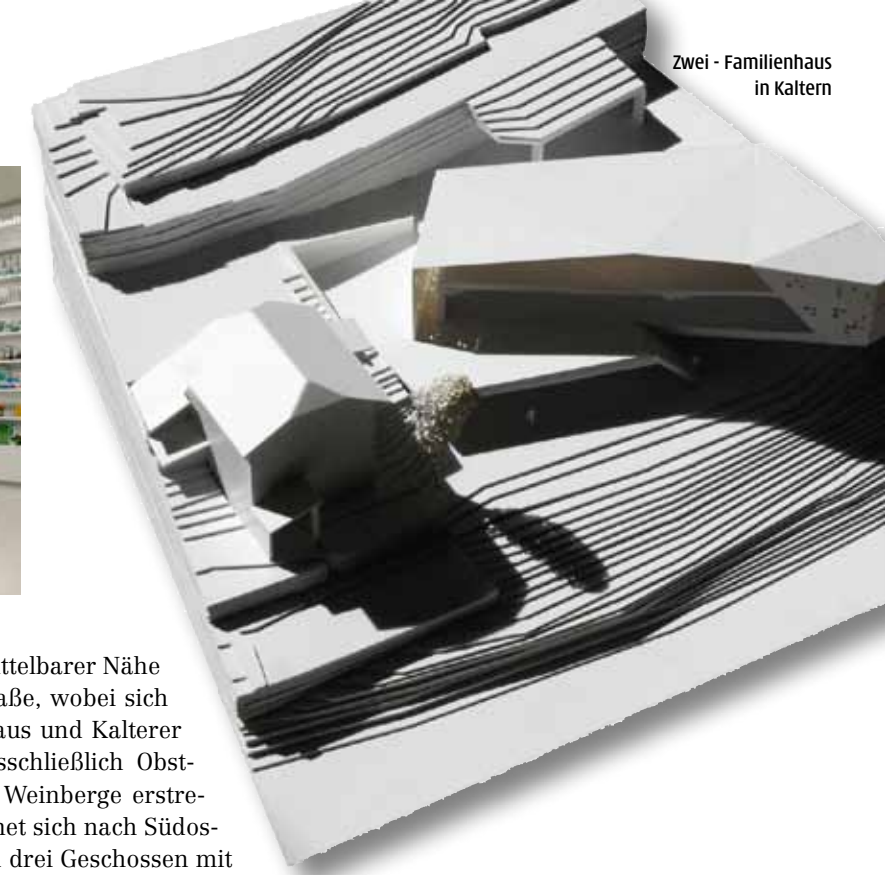 Zwei - Familienhaus
in Kaltern
ttelbarer Nähe
aße, wobei sich
aus und Kalterer
sschließlich Obst-
Weinberge erstre-
net sich nach Südos-
drei Geschossen mit